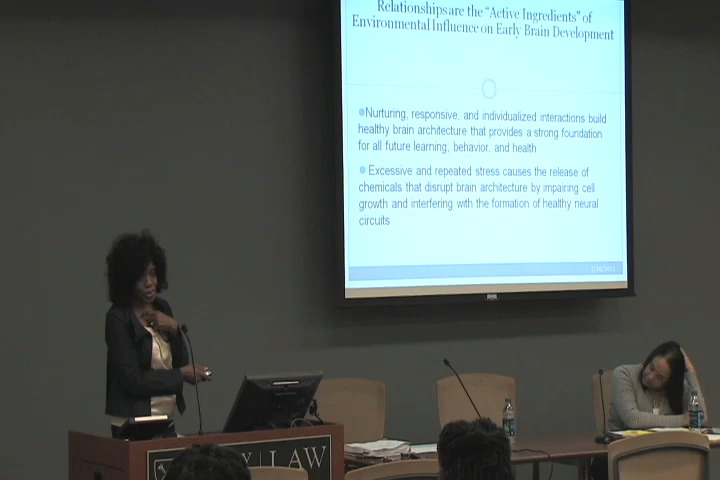 Relationships are the "Active Ingredients" of
Environmental Influence on Early Brain Development
Nurturing, responsive, and individualized interactions build
healthy brain architecture that provides a strong foundation
for all future learning, behavior, and health
Excessive and repeated stress causes the release of
chemicals that disrupt brain architecture by impairing cell
growth and interfering with the formation of healthy neural
circuits
LAW